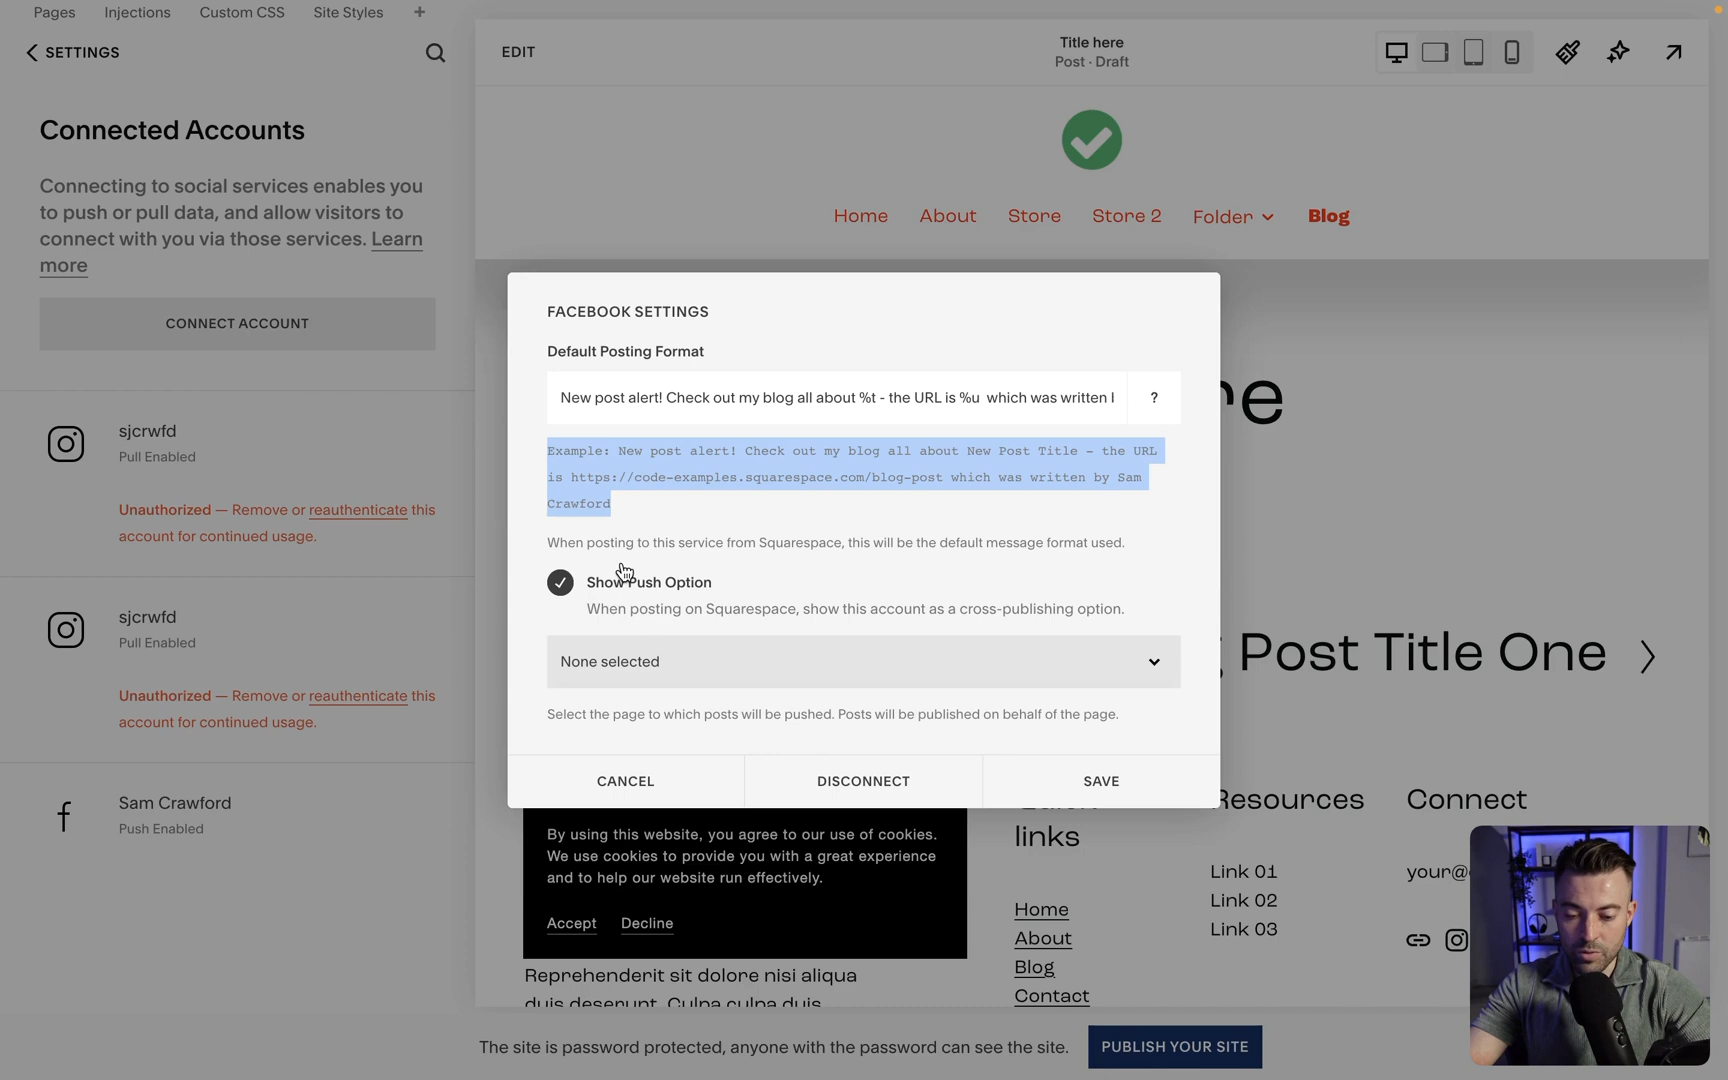 Pages Injections Custom CSS Site Styles +
SETTINGS
Connected Accounts
Connecting to social services enables you
to push or pull data, and allow visitors to
connect with you via those services. Learn
more
CONNECT ACCOUNT
sjcrwfd
Pull Enabled
Unauthorized — Remove or reauthenticate this
account for continued usage.
sjcrwfd
Pull Enabled
Unauthorized — Remove or reauthenticate this
account for continued usage.
Sam Crawford
Push Enabled
EDIT
Title here
Post · Draft
Home About Store Store 2 Folder Blog
FACEBOOK SETTINGS
Default Posting Format
New post alert! Check out my blog all about %t - the URL is %u which was written
?
Example: New post alert! Check out my blog all about New Post Title – the URL
is https://code-examples.squarespace.com/blog-post which was written by Sam
Crawford
When posting to this service from Squarespace, this will be the default message format used.
Show Push Option
When posting on Squarespace, show this account as a cross-publishing option.
None selected
Select the page to which posts will be pushed. Posts will be published on behalf of the page.
CANCEL DISCONNECT SAVE
Post Title One
By using this website, you agree to our use of cookies.
We use cookies to provide you with a great experience
and to help our website run effectively.
Accept Decline
Reprehenderit sit dolore nisi aliqua
duis deserunt. Culpa culpa duis
links
Home
About
Blog
Contact
Resources
Link 01
Link 02
Link 03
Connect
your@
The site is password protected, anyone with the password can see the site.
PUBLISH YOUR SITE